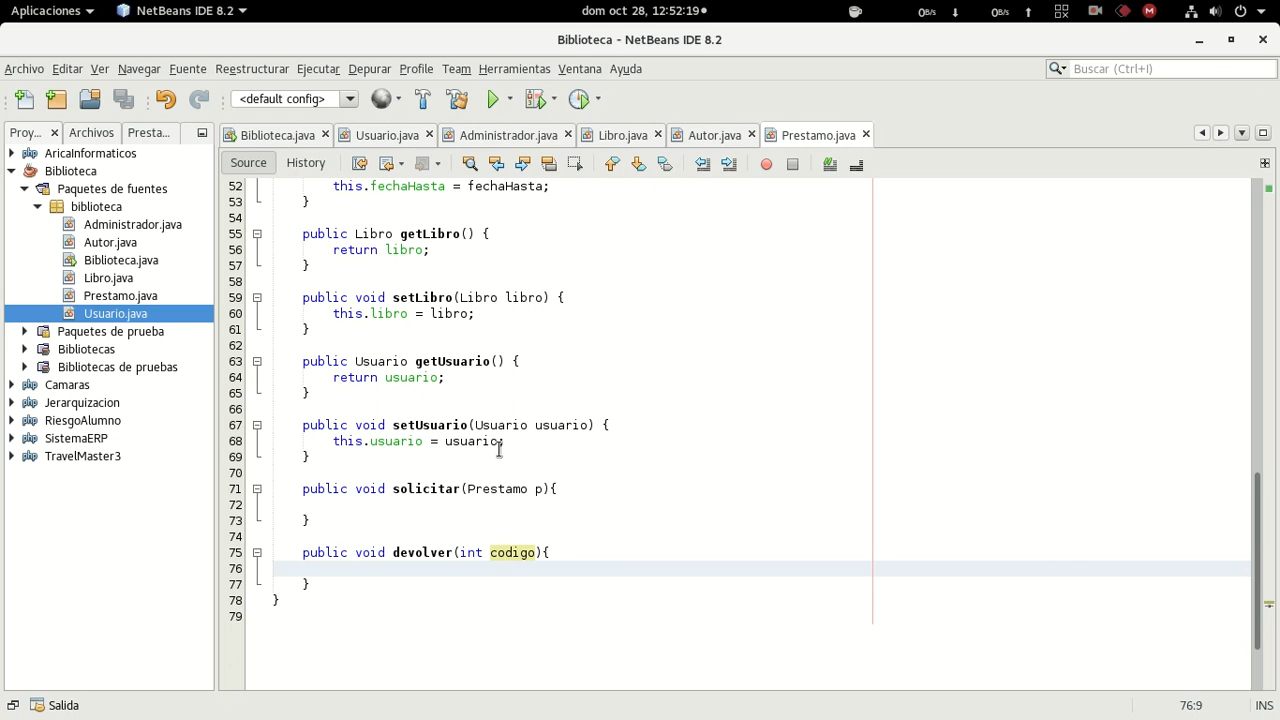 Aplicaciones
NetBeans IDE 8.2
dom oct 28, 12:52:19
0B/s
0B/s
M
Biblioteca - NetBeans IDE 8.2
Archivo Editar Ver Navegar Fuente Reestructurar Ejecutar Depurar Profile Team Herramientas Ventana Ayuda
Buscar (Ctrl+I)
<default config>
Proy... Archivos Presta...
Biblioteca.java Usuario.java Administrador.java Libro.java Autor.java Prestamo.java
Source History
AricaInformaticos
Biblioteca
Paquetes de fuentes
biblioteca
Administrador.java
Autor.java
Biblioteca.java
Libro.java
Prestamo.java
Usuario.java
Paquetes de prueba
Bibliotecas
Bibliotecas de pruebas
Camaras
Jerarquizacion
RiesgoAlumno
SistemaERP
TravelMaster3
52 this.fechaHasta = fechaHasta;
53 }
54
55 public Libro getLibro() {
56 return libro;
57 }
58
59 public void setLibro(Libro libro) {
60 this.libro = libro;
61 }
62
63 public Usuario getUsuario() {
64 return usuario;
65 }
66
67 public void setUsuario(Usuario usuario) {
68 this.usuario = usuario;
69 }
70
71 public void solicitar(Prestamo p){
72
73 }
74
75 public void devolver(int codigo){
76
77 }
78 }
79
Salida
76:9
INS